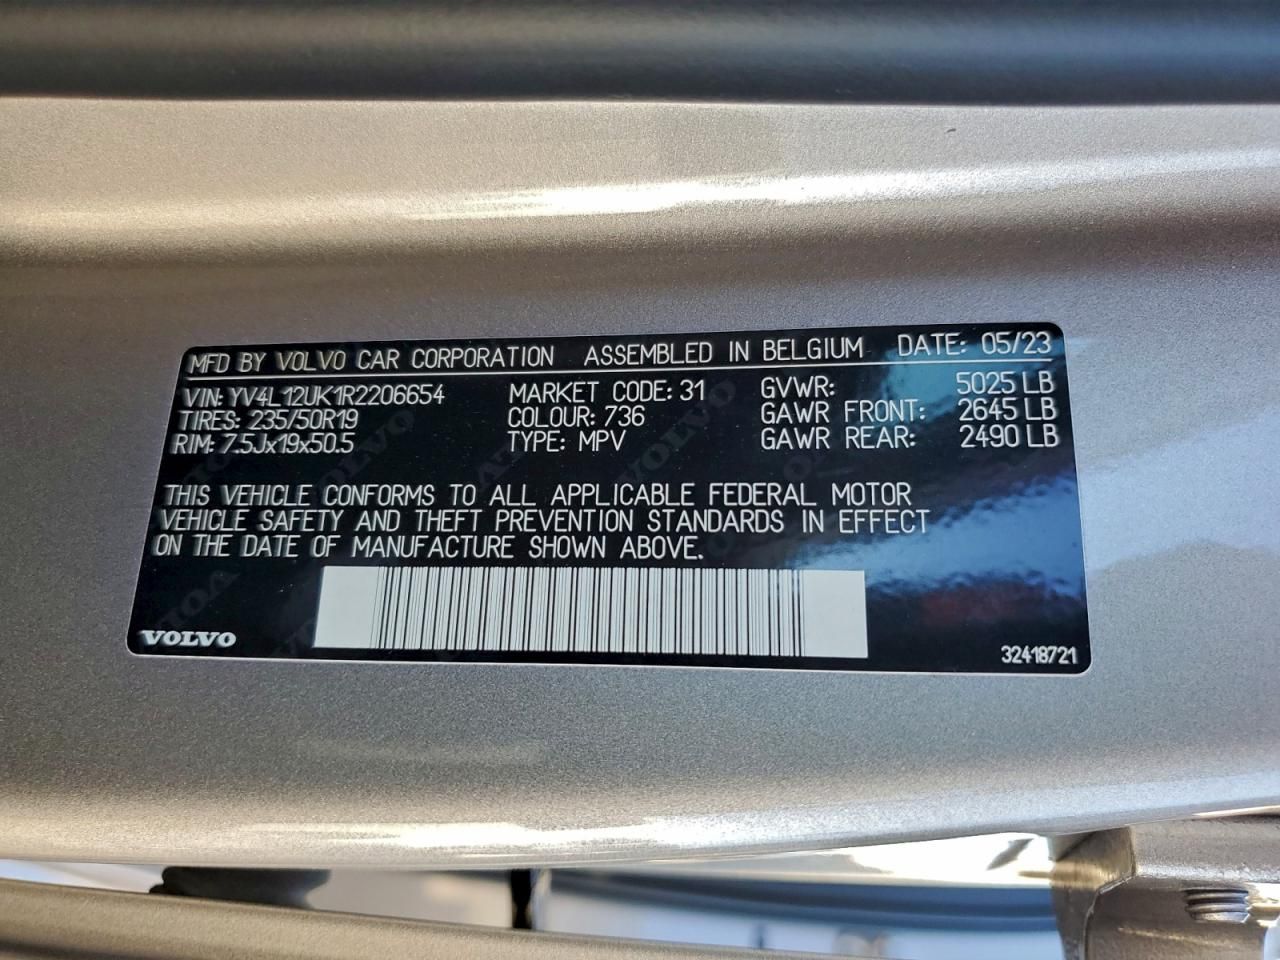 MFD BY VOLVO CAR CORPORATION ASSEMBLED IN BELGIUM DATE: 05/23
VIN: YV4L12UK1R2206654 MARKET CODE: 31 GVWR: 5025 LB
TIRES: 235/50R19 COLOUR: 736 GAWR FRONT: 2645 LB
RIM: 7.5Jx19x50.5 TYPE: MPV GAWR REAR: 2490 LB
THIS VEHICLE CONFORMS TO ALL APPLICABLE FEDERAL MOTOR
VEHICLE SAFETY AND THEFT PREVENTION STANDARDS IN EFFECT
ON THE DATE OF MANUFACTURE SHOWN ABOVE.
VOLVO
32418721